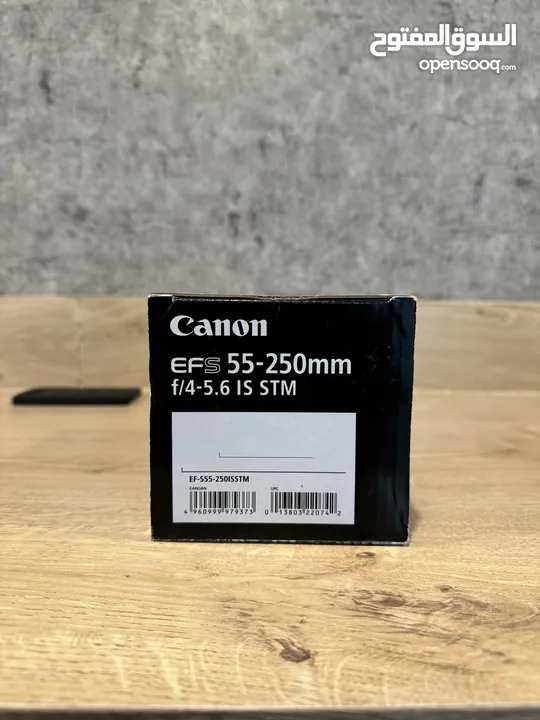 السوق المفتوح
opensooq.com
Canon
EFS 55-250mm
f/4-5.6 IS STM
EF-S55-250ISSTM
EAN/JAN
UPC
4 960999 979373
0 13803 22074 2